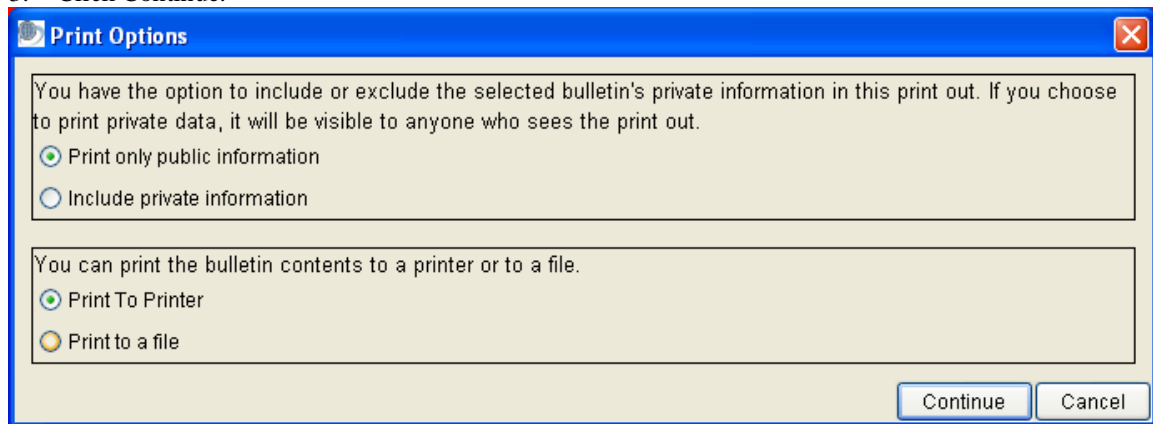 Print Options
You have the option to include or exclude the selected bulletin's private information in this print out. If you choose
to print private data, it will be visible to anyone who sees the print out.
Print only public information
Include private information
You can print the bulletin contents to a printer or to a file.
Print To Printer
Print to a file
Continue Cancel